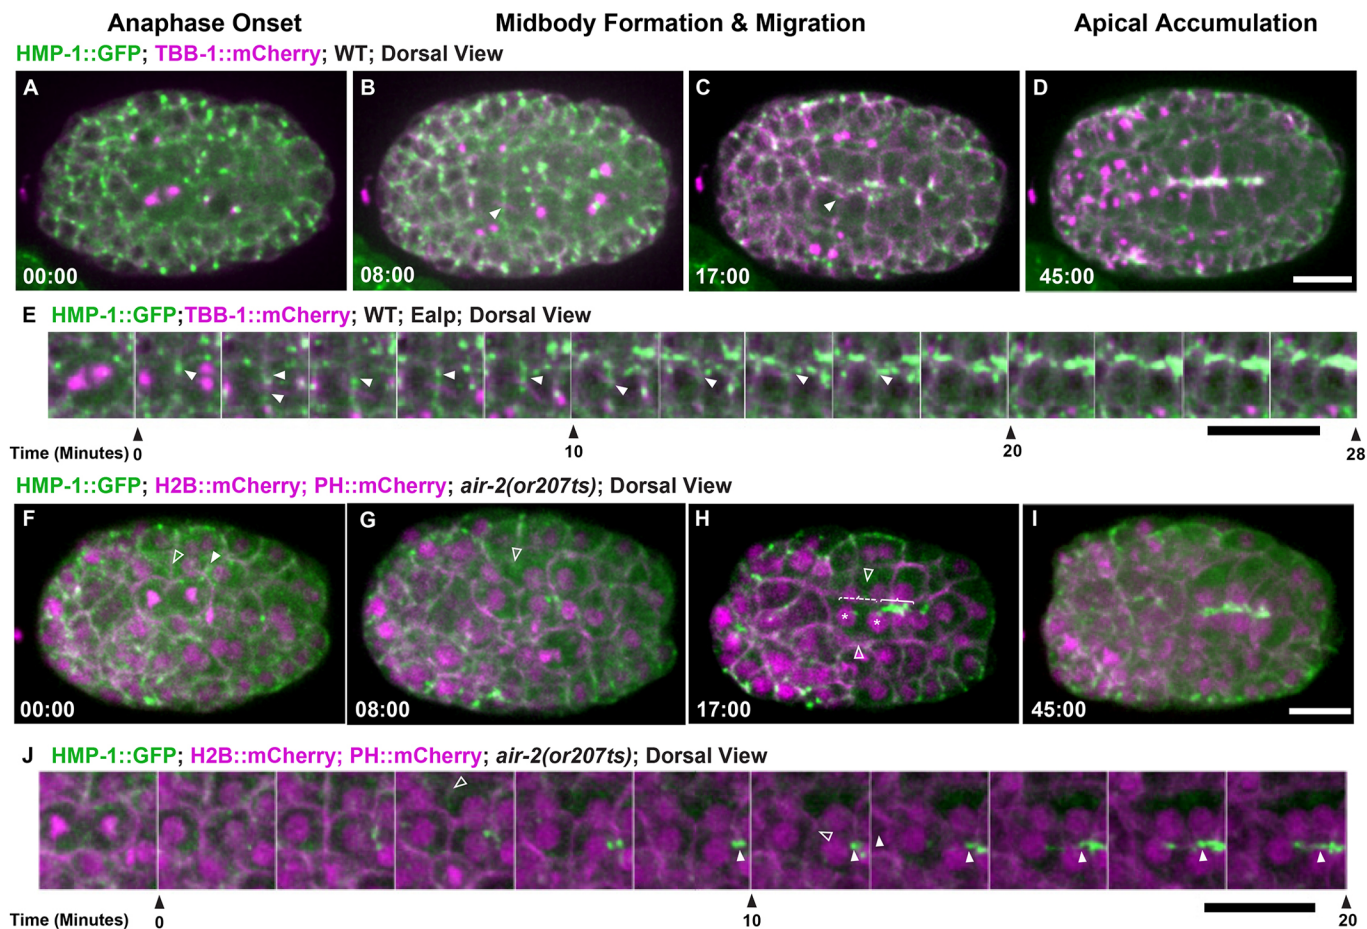 Anaphase Onset Midbody Formation & Migration Apical Accumulation
HMP-1::GFP; TBB-1::mCherry; WT; Dorsal View
A B C D
00:00 08:00 17:00 45:00
E HMP-1::GFP;TBB-1::mCherry; WT; Ealp; Dorsal View
Time (Minutes) 0 10 20 28
HMP-1::GFP; H2B::mCherry; PH::mCherry; air-2(or207ts); Dorsal View
F G H I
* *
00:00 08:00 17:00 45:00
J HMP-1::GFP; H2B::mCherry; PH::mCherry; air-2(or207ts); Dorsal View
Time (Minutes) 0 10 20